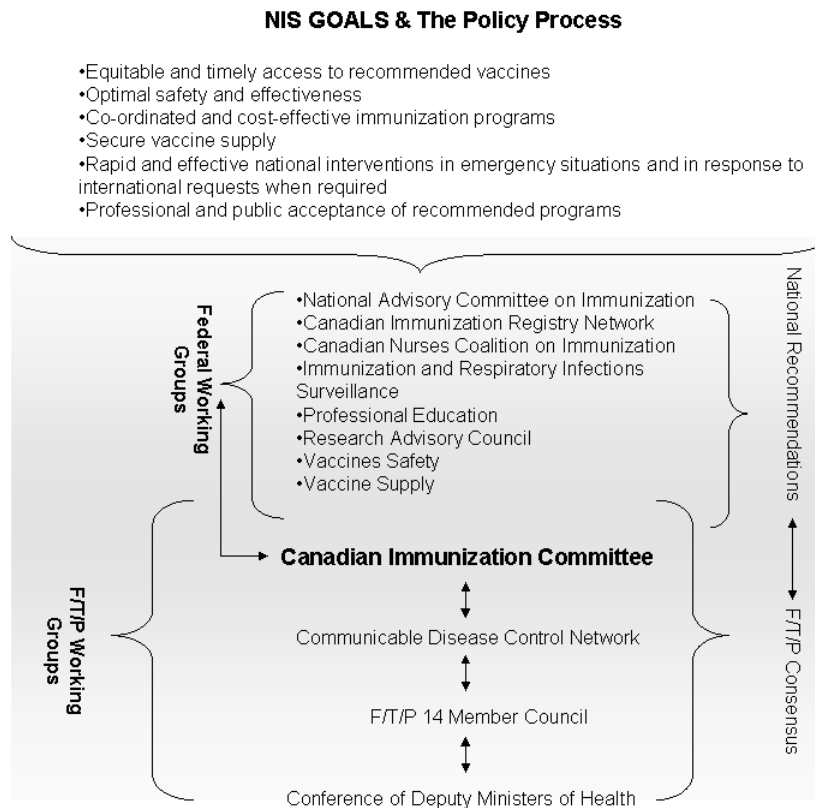 NIS GOALS & The Policy Process
•Equitable and timely access to recommended vaccines
•Optimal safety and effectiveness
•Co-ordinated and cost-effective immunization programs
•Secure vaccine supply
•Rapid and effective national interventions in emergency situations and in response to
international requests when required
•Professional and public acceptance of recommended programs
Federal Working
Groups
•National Advisory Committee on Immunization
•Canadian Immunization Registry Network
•Canadian Nurses Coalition on Immunization
•Immunization and Respiratory Infections
Surveillance
•Professional Education
•Research Advisory Council
•Vaccines Safety
•Vaccine Supply
National Recommendations
F/T/P Working
Groups
Canadian Immunization Committee
Communicable Disease Control Network
F/T/P 14 Member Council
Conference of Deputy Ministers of Health
F/T/P Consensus